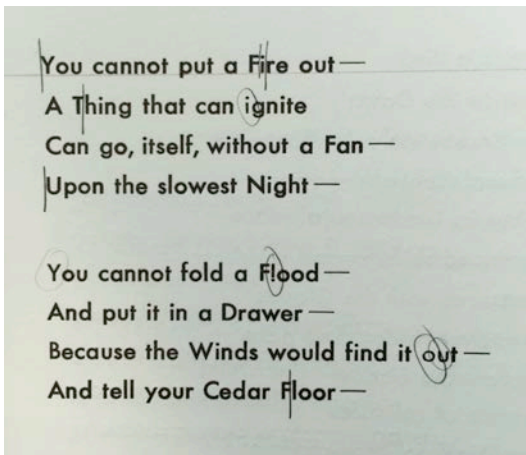 You cannot put a Fire out—
A Thing that can ignite
Can go, itself, without a Fan—
Upon the slowest Night—
You cannot fold a Flood—
And put it in a Drawer—
Because the Winds would find it out—
And tell your Cedar Floor—